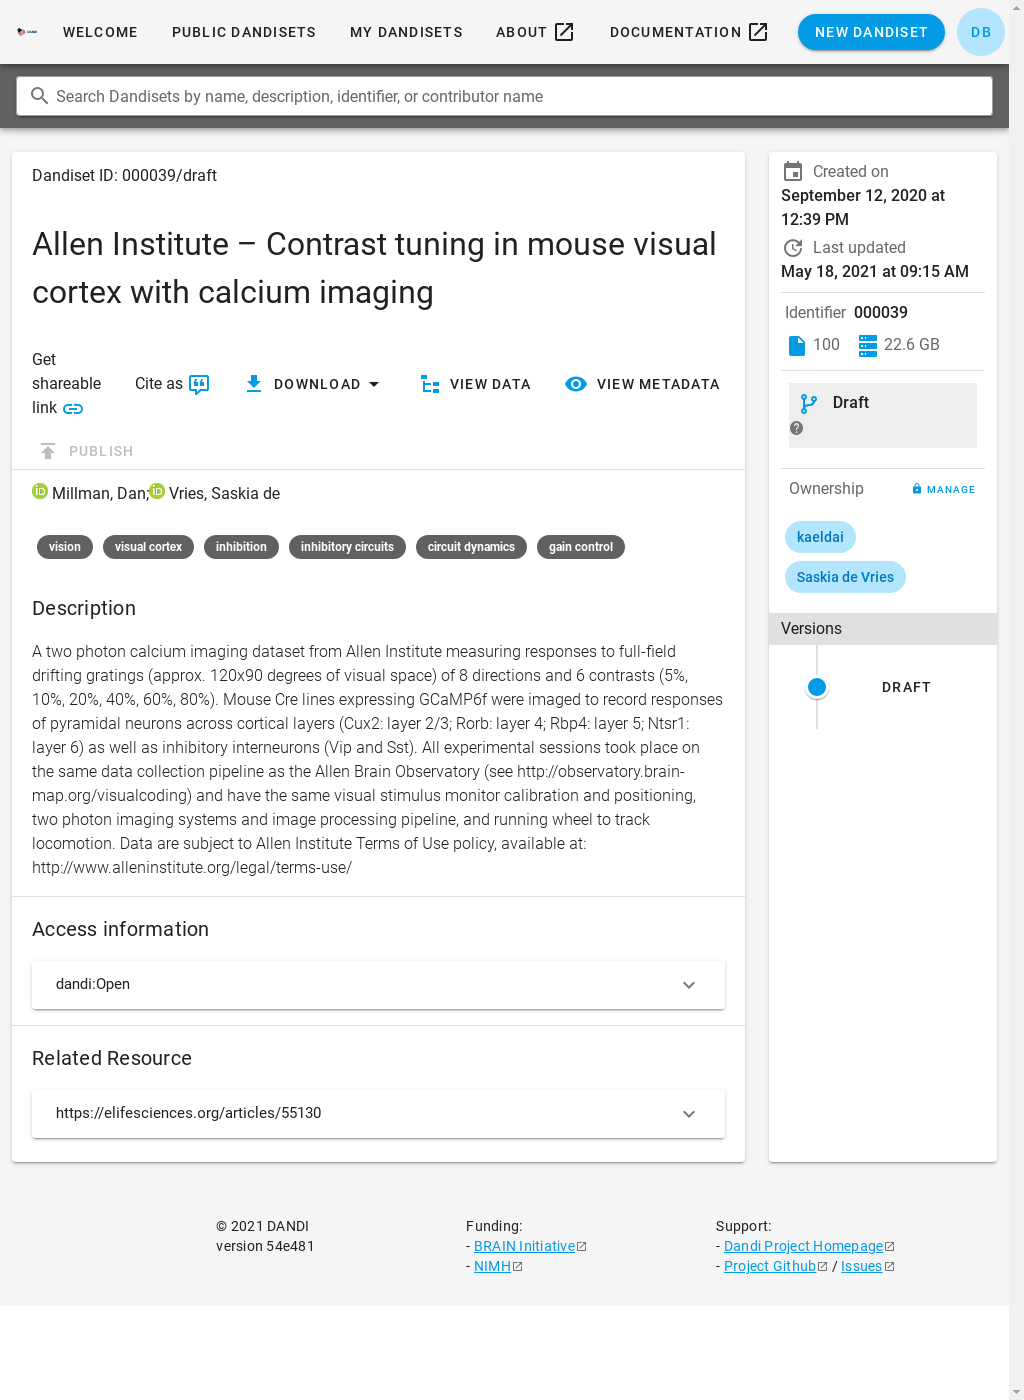 WELCOME PUBLIC DANDISETS MY DANDISETS ABOUT DOCUMENTATION NEW DANDISET DB
Search Dandisets by name, description, identifier, or contributor name
Dandiset ID: 000039/draft
Allen Institute – Contrast tuning in mouse visual
cortex with calcium imaging
Get
shareable
link
Cite as
DOWNLOAD
VIEW DATA
VIEW METADATA
PUBLISH
Millman, Dan; Vries, Saskia de
vision visual cortex inhibition inhibitory circuits circuit dynamics gain control
Description
A two photon calcium imaging dataset from Allen Institute measuring responses to full-field
drifting gratings (approx. 120x90 degrees of visual space) of 8 directions and 6 contrasts (5%,
10%, 20%, 40%, 60%, 80%). Mouse Cre lines expressing GCaMP6f were imaged to record responses
of pyramidal neurons across cortical layers (Cux2: layer 2/3; Rorb: layer 4; Rbp4: layer 5; Ntsr1:
layer 6) as well as inhibitory interneurons (Vip and Sst). All experimental sessions took place on
the same data collection pipeline as the Allen Brain Observatory (see http://observatory.brain-
map.org/visualcoding) and have the same visual stimulus monitor calibration and positioning,
two photon imaging systems and image processing pipeline, and running wheel to track
locomotion. Data are subject to Allen Institute Terms of Use policy, available at:
http://www.alleninstitute.org/legal/terms-use/
Access information
dandi:Open
Related Resource
https://elifesciences.org/articles/55130
Created on
September 12, 2020 at
12:39 PM
Last updated
May 18, 2021 at 09:15 AM
Identifier 000039
100 22.6 GB
Draft
Ownership MANAGE
kaeldai
Saskia de Vries
Versions
DRAFT
© 2021 DANDI
version 54e481
Funding:
- BRAIN Initiative
- NIMH
Support:
- Dandi Project Homepage
- Project Github / Issues